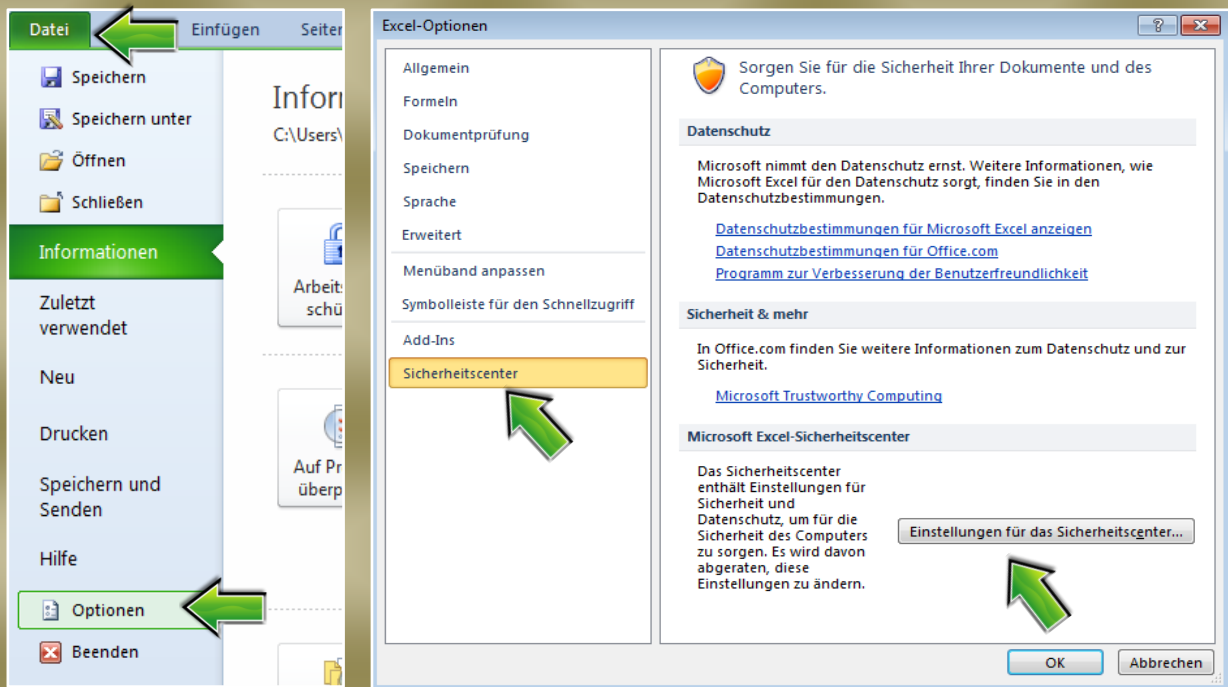 Datei
Einfügen
Seiter
Speichern
Speichern unter
Öffnen
Schließen
Informationen
Zuletzt
verwendet
Neu
Drucken
Speichern und
Senden
Hilfe
Optionen
Beenden
Infor
C:\Users\
Arbeits
schü
Auf Pr
überp
Excel-Optionen
Allgemein
Formeln
Dokumentprüfung
Speichern
Sprache
Erweitert
Menüband anpassen
Symbolleiste für den Schnellzugriff
Add-Ins
Sicherheitscenter
Sorgen Sie für die Sicherheit Ihrer Dokumente und des
Computers.
Datenschutz
Microsoft nimmt den Datenschutz ernst. Weitere Informationen, wie
Microsoft Excel für den Datenschutz sorgt, finden Sie in den
Datenschutzbestimmungen.
Datenschutzbestimmungen für Microsoft Excel anzeigen
Datenschutzbestimmungen für Office.com
Programm zur Verbesserung der Benutzerfreundlichkeit
Sicherheit & mehr
In Office.com finden Sie weitere Informationen zum Datenschutz und zur
Sicherheit.
Microsoft Trustworthy Computing
Microsoft Excel-Sicherheitscenter
Das Sicherheitscenter
enthält Einstellungen für
Sicherheit und
Datenschutz, um für die
Sicherheit des Computers
zu sorgen. Es wird davon
abgeraten, diese
Einstellungen zu ändern.
Einstellungen für das Sicherheitscenter...
OK
Abbrechen